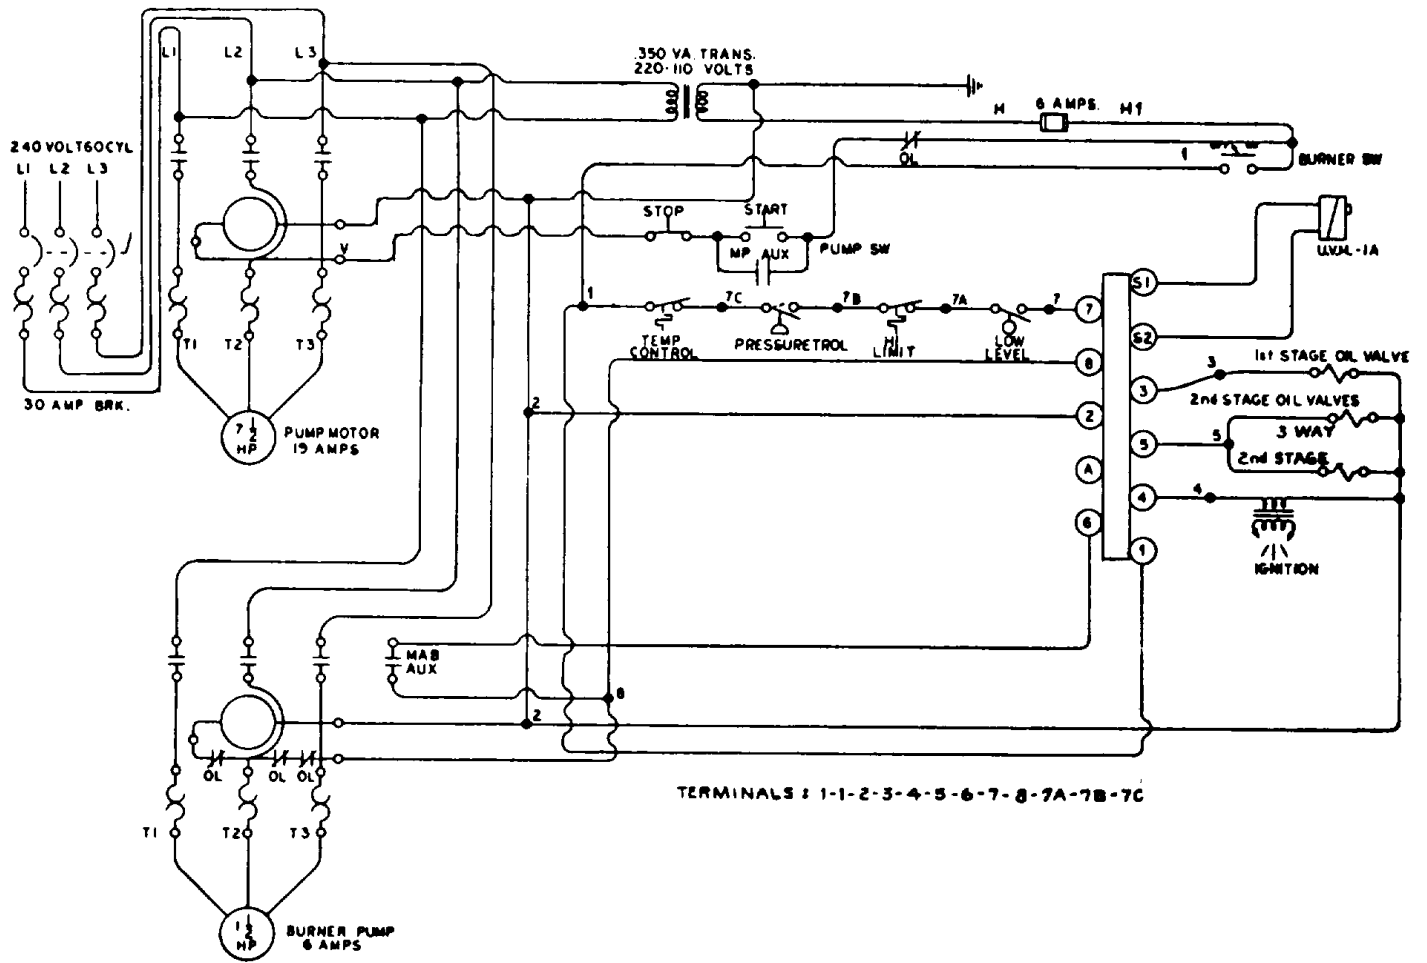 L1 L2 L3
.350 VA. TRANS.
220-110 VOLTS
H 6 AMPS. H1
240 VOLT 60 CYL
L1 L2 L3
OL
1
BURNER SW
STOP START
V
MP AUX PUMP SW
U.V.M.-1A
S1
1 7C 7B 7A 7 7
S2
T1 T2 T3
TEMP
CONTROL
PRESSURETROL
HI
LIMIT
LOW
LEVEL
8
3 1st STAGE OIL VALVE
3
2nd STAGE OIL VALVES
30 AMP BRK.
2 2
7 1/2
HP
PUMP MOTOR
19 AMPS
5 5 3 WAY
2nd STAGE
A
4 4
6
1
IGNITION
MAB
AUX
8
2
OL OL OL
TERMINALS: 1-1-2-3-4-5-6-7-8-7A-7B-7C
T1 T2 T3
1 1/2
HP
BURNER PUMP
6 AMPS